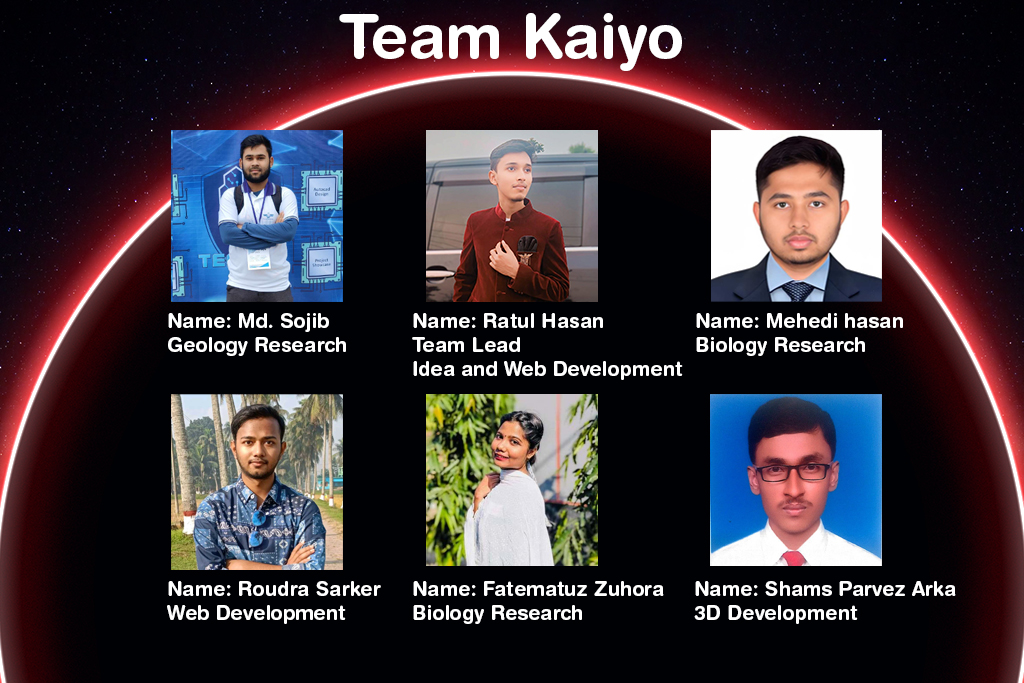 Team Kaiyo
Name: Md. Sojib
Geology Research
Name: Ratul Hasan
Team Lead
Idea and Web Development
Name: Mehedi hasan
Biology Research
Name: Roudra Sarker
Web Development
Name: Fatematuz Zuhora
Biology Research
Name: Shams Parvez Arka
3D Development